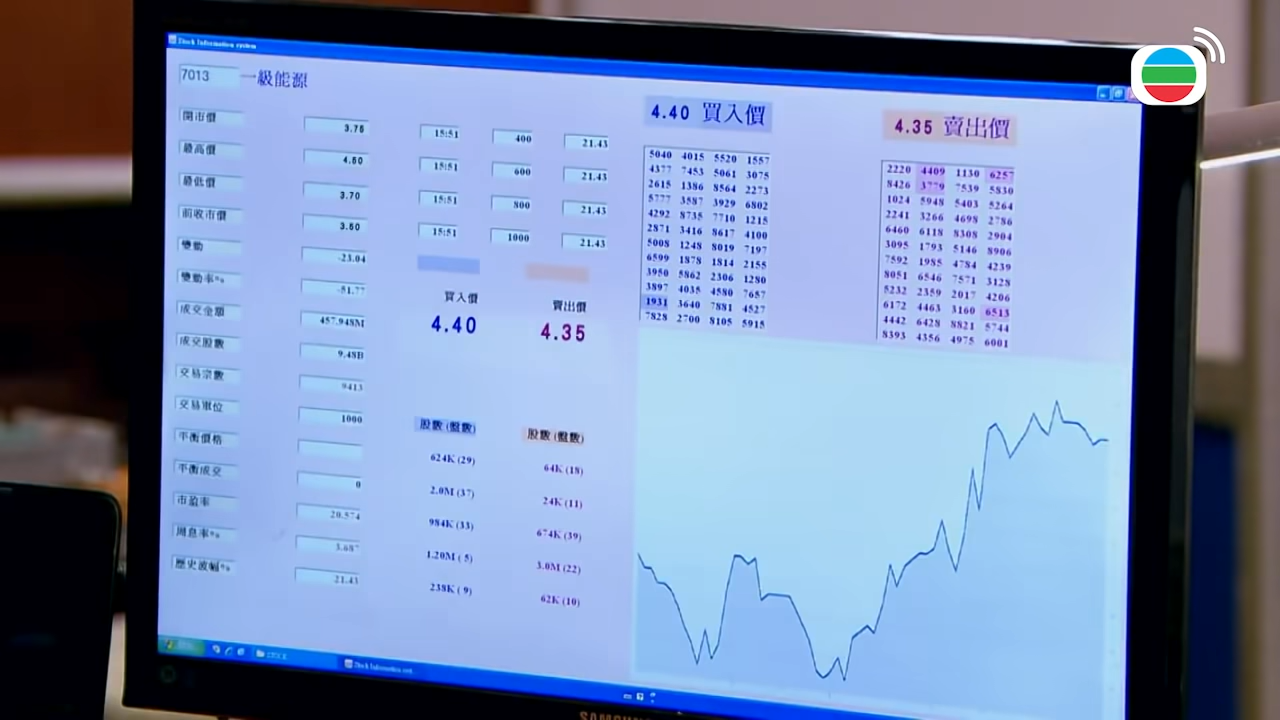 Stock Information system
7013 一級能源
開市價 3.75
最高價 4.60
最低價 3.70
前收市價 3.60
變動 -23.04
變動率% -51.77
成交金額 457.948M
成交股數 9.48B
交易宗數 9413
交易單位 1000
平衡價格
平衡成交 0
市盈率 20.574
周息率% 3.687
歷史波幅% 21.43
15:51 400 21.43
15:51 600 21.43
15:51 800 21.43
15:51 1000 21.43
買入價 賣出價
4.40 4.35
股數 (盤數) 股數 (盤數)
624K (29) 64K (18)
2.0M (37) 24K (11)
984K (33) 674K (39)
1.20M ( 5) 3.0M (22)
238K ( 9) 62K (10)
4.40 買入價
5040 4015 5520 1557
4377 7453 5061 3075
2615 1386 8564 2273
5777 3587 3929 6802
4292 8735 7710 1215
2871 3416 8617 4100
5008 1248 8019 7197
6599 1878 1814 2155
3950 5862 2306 1280
3897 4035 4580 7657
1931 3640 7881 4527
7828 2700 8105 5915
4.35 賣出價
2220 4409 1130 6257
8426 3779 7539 5830
1024 5948 5403 5264
2241 3266 4698 2786
6460 6118 8308 2904
3095 1793 5146 8906
7592 1985 4784 4239
8051 6546 7571 3128
5232 2359 2017 4206
6172 4463 3160 6513
4442 6428 8821 5744
8393 4356 4975 6001
Stock Information